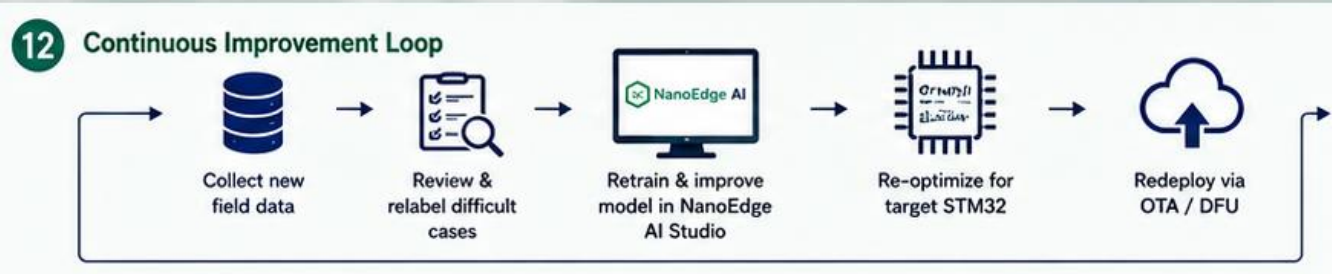 12 Continuous Improvement Loop
NanoEdge AI
Collect new
field data
Review &
relabel difficult
cases
Retrain & improve
model in NanoEdge
AI Studio
Re-optimize for
target STM32
Redeploy via
OTA / DFU